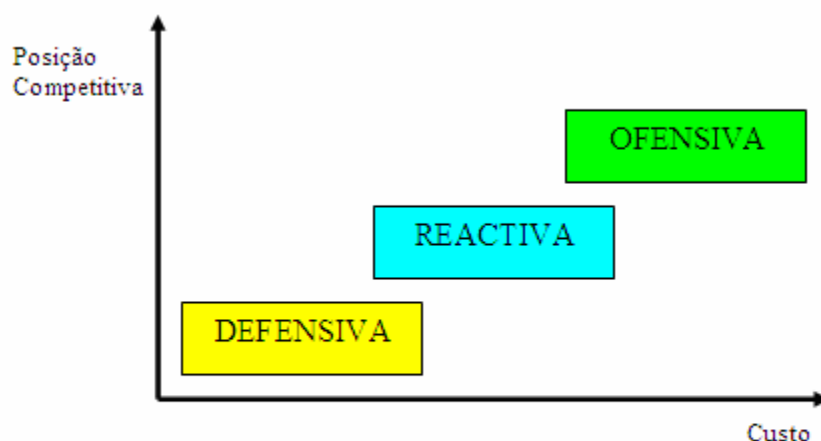 Posição
Competitiva
OFENSIVA
REACTIVA
DEFENSIVA
Custo